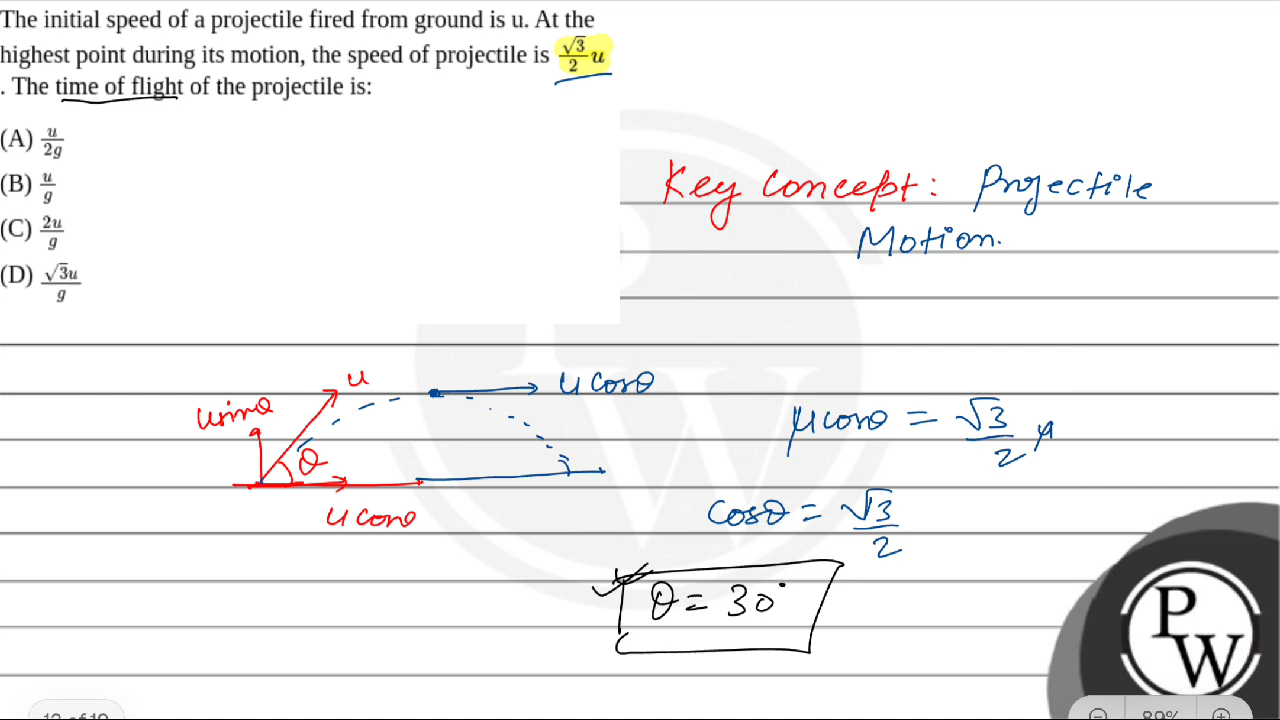 The initial speed of a projectile fired from ground is u. At the
highest point during its motion, the speed of projectile is √3/2 u
. The time of flight of the projectile is:
(A) u/2g
(B) u/g
(C) 2u/g
(D) √3u/g
Key Concept: Projectile
Motion.
u
u cosθ
u sinθ
θ
u cosθ
u cosθ = √3/2 u
cosθ = √3/2
θ = 30°
PW
PW
89%